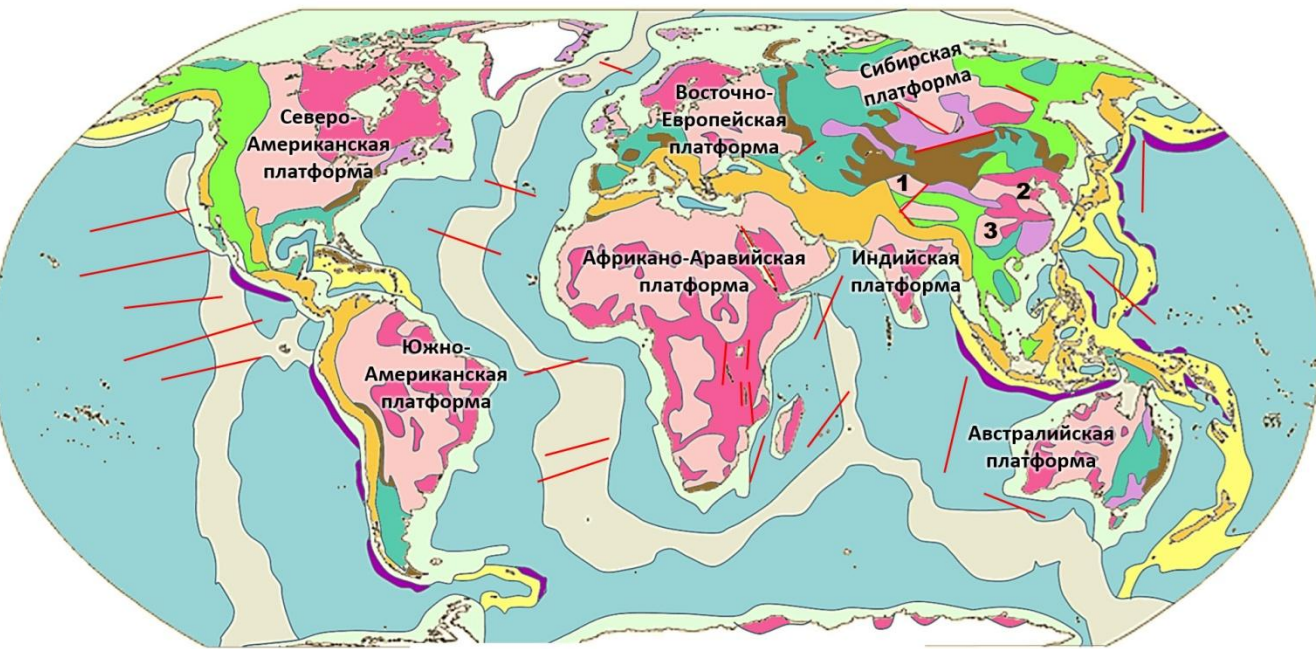 Северо-
Американская
платформа
Восточно-
Европейская
платформа
Сибирская
платформа
1
2
3
Африкано-Аравийская
платформа
Индийская
платформа
Южно-
Американская
платформа
Австралийская
платформа